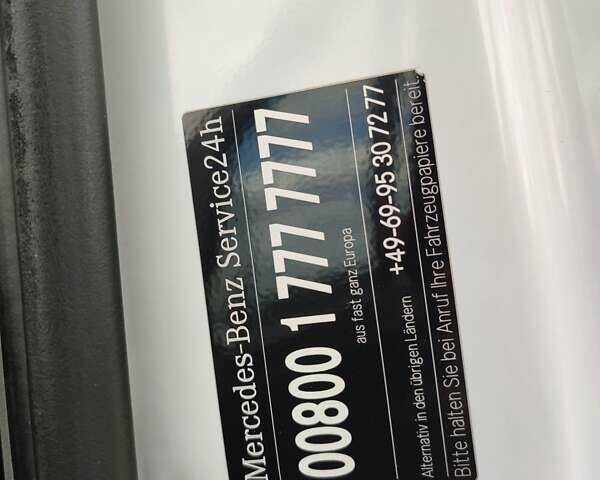 Mercedes-Benz Service24h
00800 1 777 7777
aus fast ganz Europa
Alternativ in den übrigen Ländern +49-69-95 30 72 77
Bitte halten Sie bei Anruf Ihre Fahrzeugpapiere bereit.